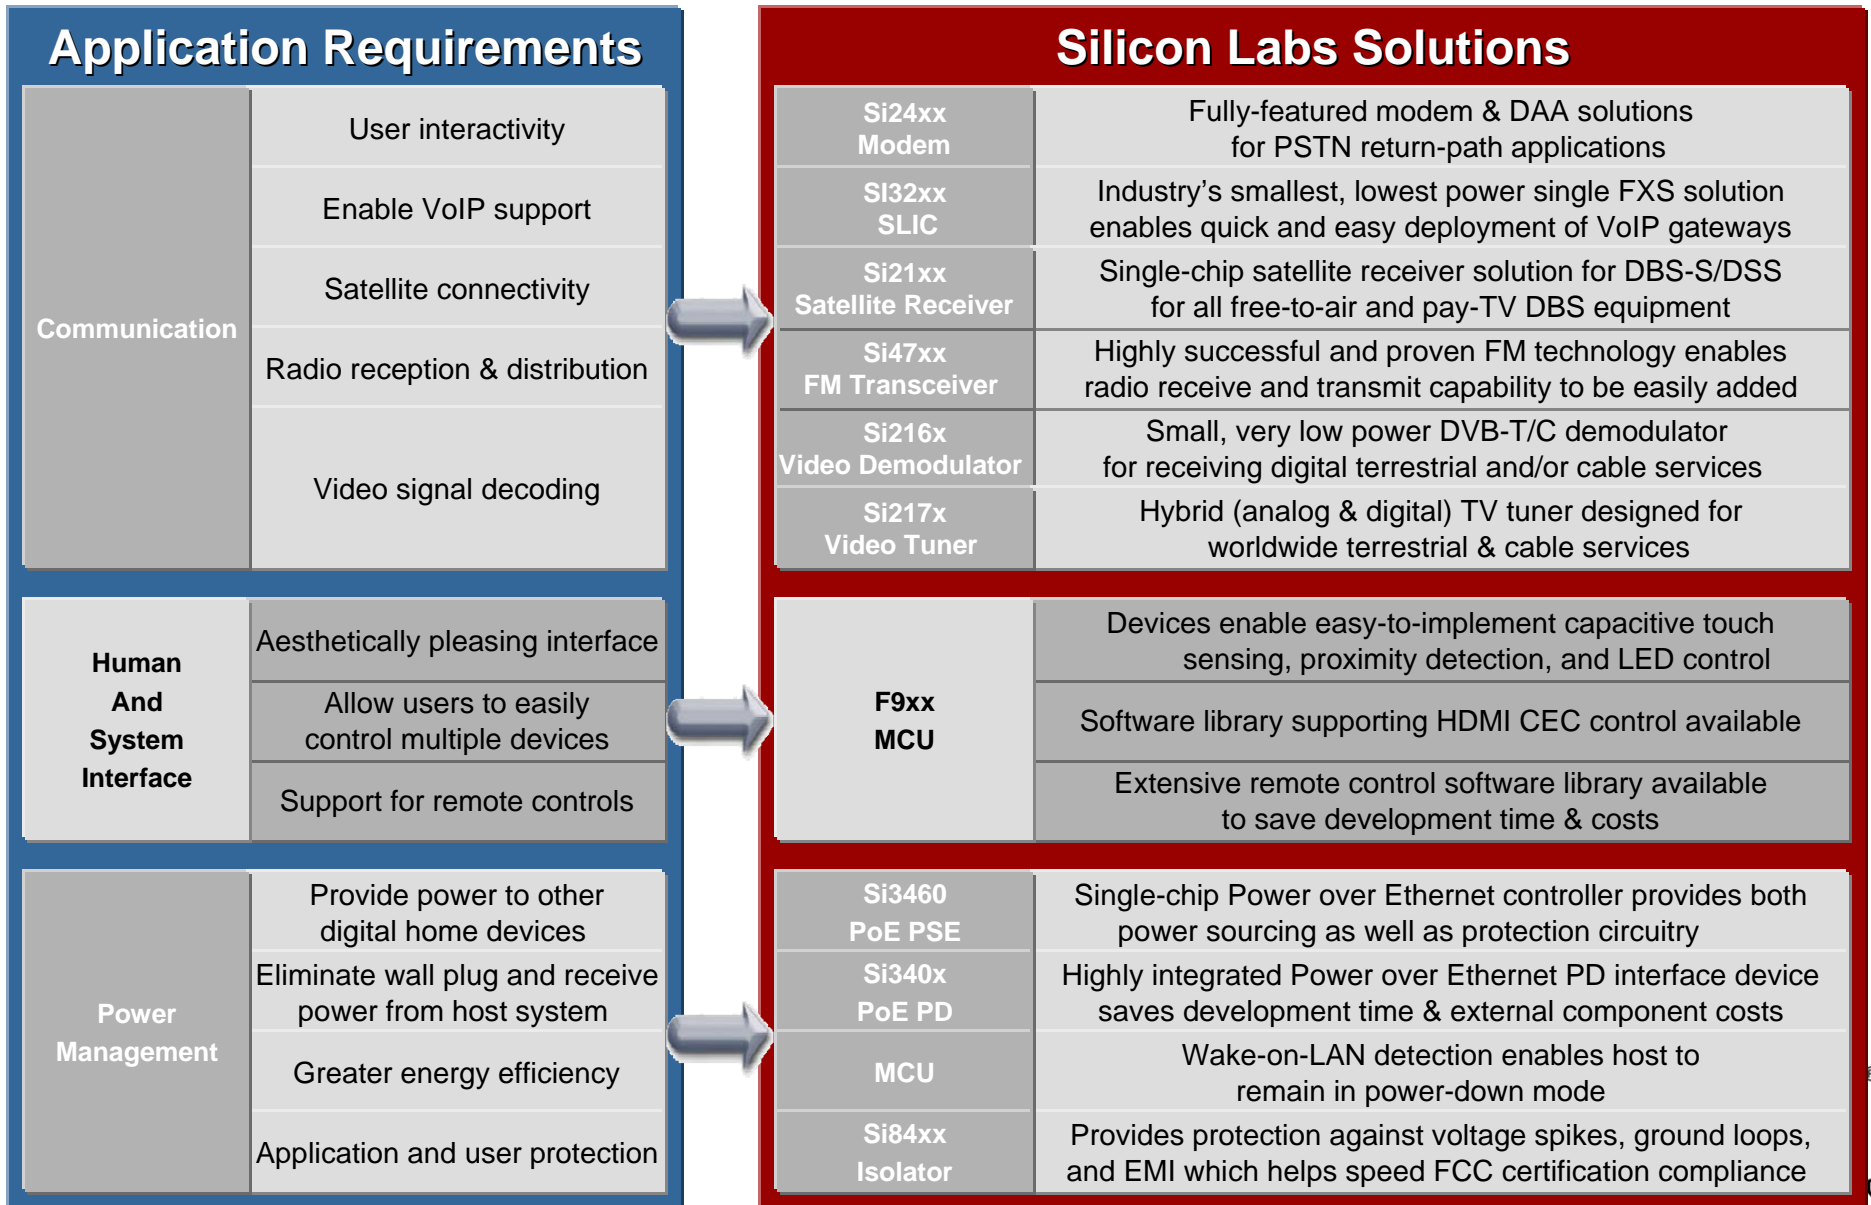 Application Requirements
Communication
User interactivity
Enable VoIP support
Satellite connectivity
Radio reception & distribution
Video signal decoding
Human
And
System
Interface
Aesthetically pleasing interface
Allow users to easily
control multiple devices
Support for remote controls
Power
Management
Provide power to other
digital home devices
Eliminate wall plug and receive
power from host system
Greater energy efficiency
Application and user protection
Silicon Labs Solutions
Si24xx
Modem
Fully-featured modem & DAA solutions
for PSTN return-path applications
SI32xx
SLIC
Industry's smallest, lowest power single FXS solution
enables quick and easy deployment of VoIP gateways
Si21xx
Satellite Receiver
Single-chip satellite receiver solution for DBS-S/DSS
for all free-to-air and pay-TV DBS equipment
Si47xx
FM Transceiver
Highly successful and proven FM technology enables
radio receive and transmit capability to be easily added
Si216x
Video Demodulator
Small, very low power DVB-T/C demodulator
for receiving digital terrestrial and/or cable services
Si217x
Video Tuner
Hybrid (analog & digital) TV tuner designed for
worldwide terrestrial & cable services
F9xx
MCU
Devices enable easy-to-implement capacitive touch
sensing, proximity detection, and LED control
Software library supporting HDMI CEC control available
Extensive remote control software library available
to save development time & costs
Si3460
PoE PSE
Single-chip Power over Ethernet controller provides both
power sourcing as well as protection circuitry
Si340x
PoE PD
Highly integrated Power over Ethernet PD interface device
saves development time & external component costs
MCU
Wake-on-LAN detection enables host to
remain in power-down mode
Si84xx
Isolator
Provides protection against voltage spikes, ground loops,
and EMI which helps speed FCC certification compliance